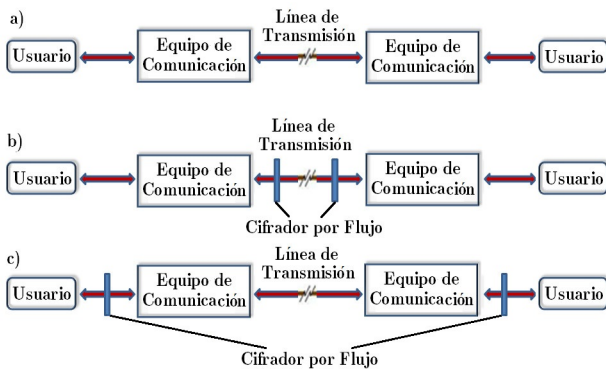 a)
Línea de
Transmisión
Usuario
Equipo de
Comunicación
Equipo de
Comunicación
Usuario
b)
Línea de
Transmisión
Usuario
Equipo de
Comunicación
Equipo de
Comunicación
Usuario
Cifrador por Flujo
c)
Línea de
Transmisión
Usuario
Equipo de
Comunicación
Equipo de
Comunicación
Usuario
Cifrador por Flujo